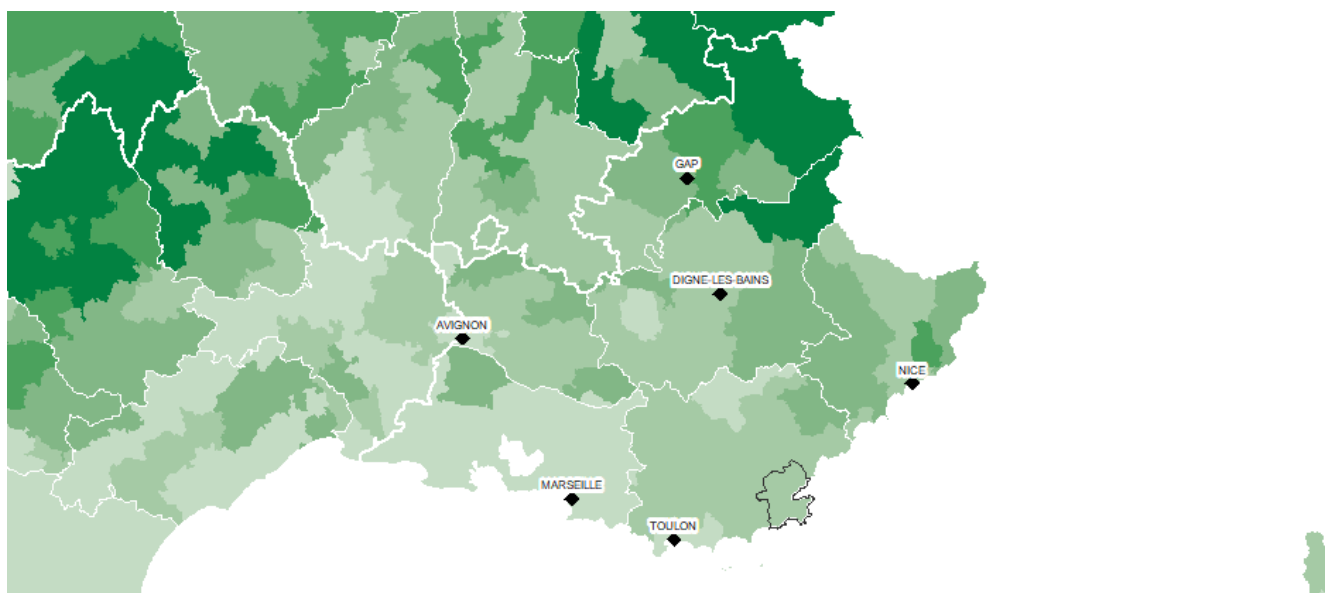 GAP
DIGNE-LES-BAINS
AVIGNON
NICE
MARSEILLE
TOULON